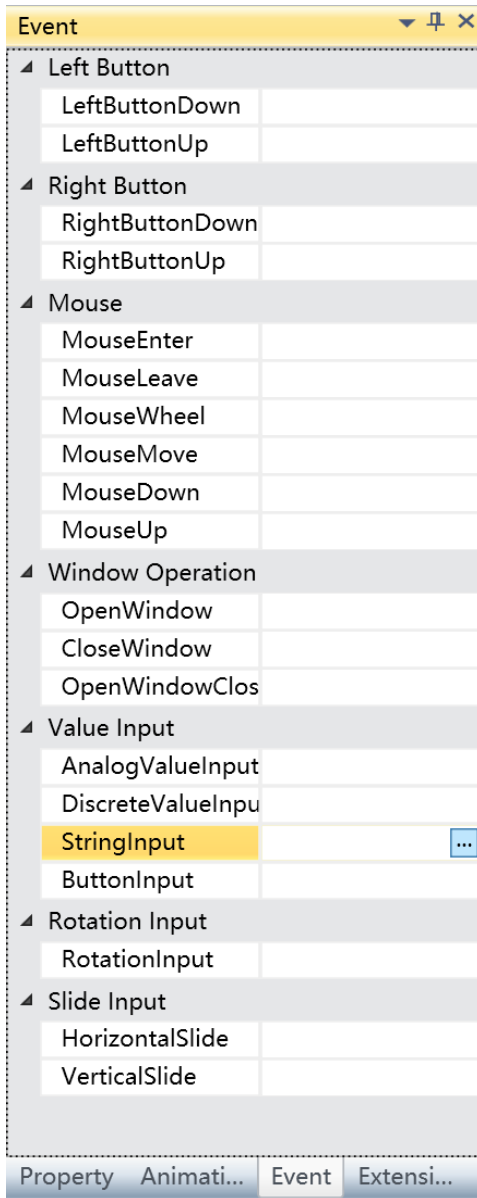 Event
Left Button
LeftButtonDown
LeftButtonUp
Right Button
RightButtonDown
RightButtonUp
Mouse
MouseEnter
MouseLeave
MouseWheel
MouseMove
MouseDown
MouseUp
Window Operation
OpenWindow
CloseWindow
OpenWindowClos
Value Input
AnalogValueInput
DiscreteValueInpu
StringInput ...
ButtonInput
Rotation Input
RotationInput
Slide Input
HorizontalSlide
VerticalSlide
Property Animati... Event Extensi...